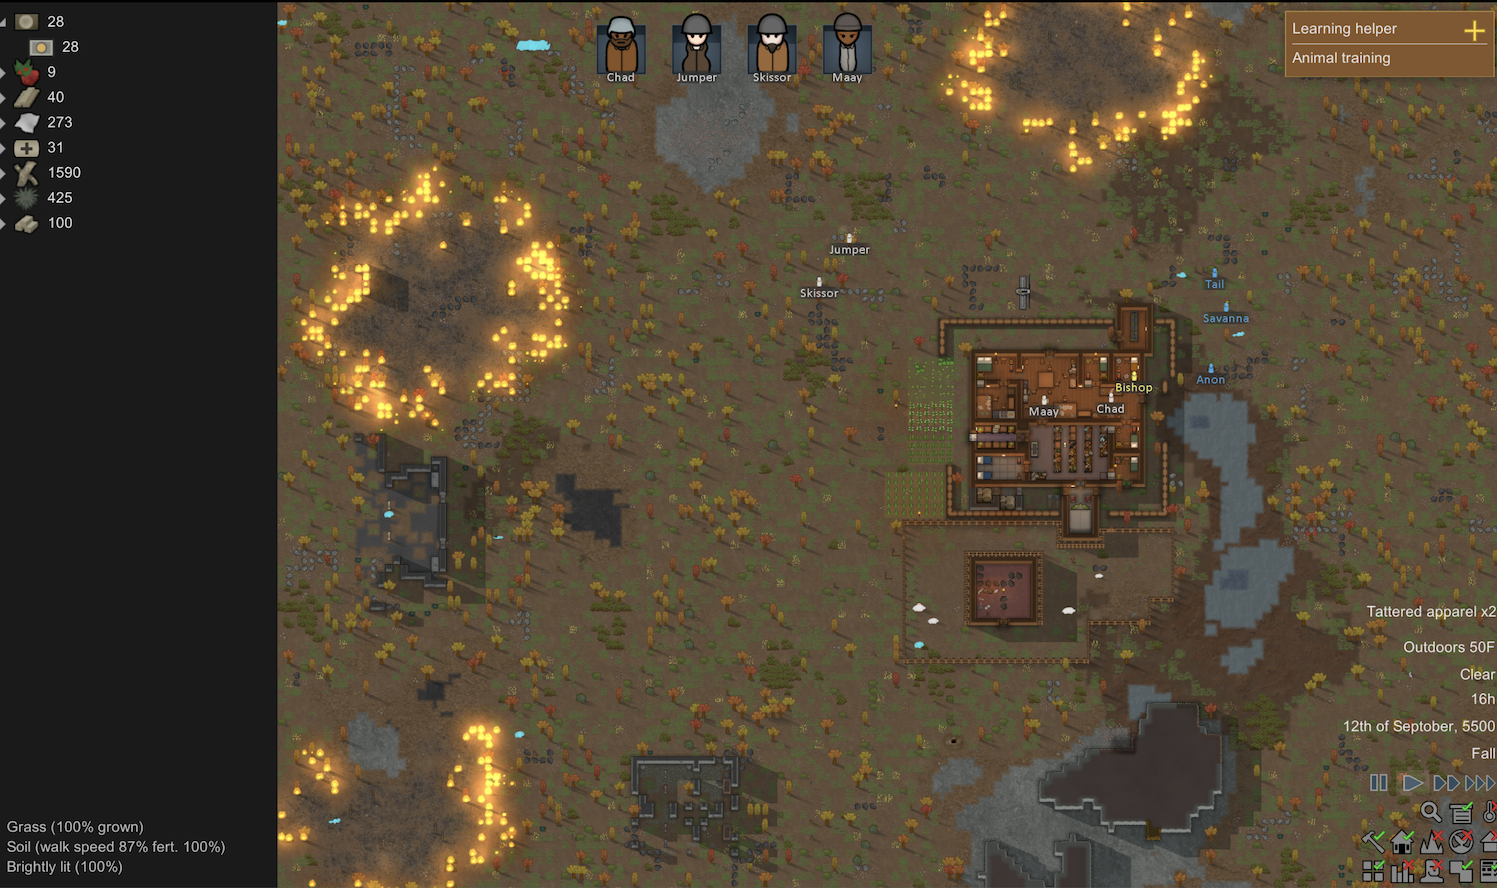 28
28
9
40
273
31
1590
425
100
Chad
Jumper
Skissor
Maay
Learning helper
Animal training
Jumper
Skissor
Tail
Savanna
Anon
Bishop
Maay
Chad
Tattered apparel x2
Outdoors 50F
Clear
16h
12th of Septober, 5500
Fall
Grass (100% grown)
Soil (walk speed 87% fert. 100%)
Brightly lit (100%)